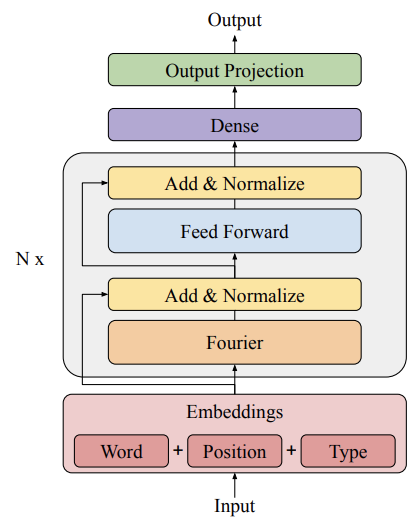 Output
Output Projection
Dense
Add & Normalize
Feed Forward
N x
Add & Normalize
Fourier
Embeddings
Word + Position + Type
Input